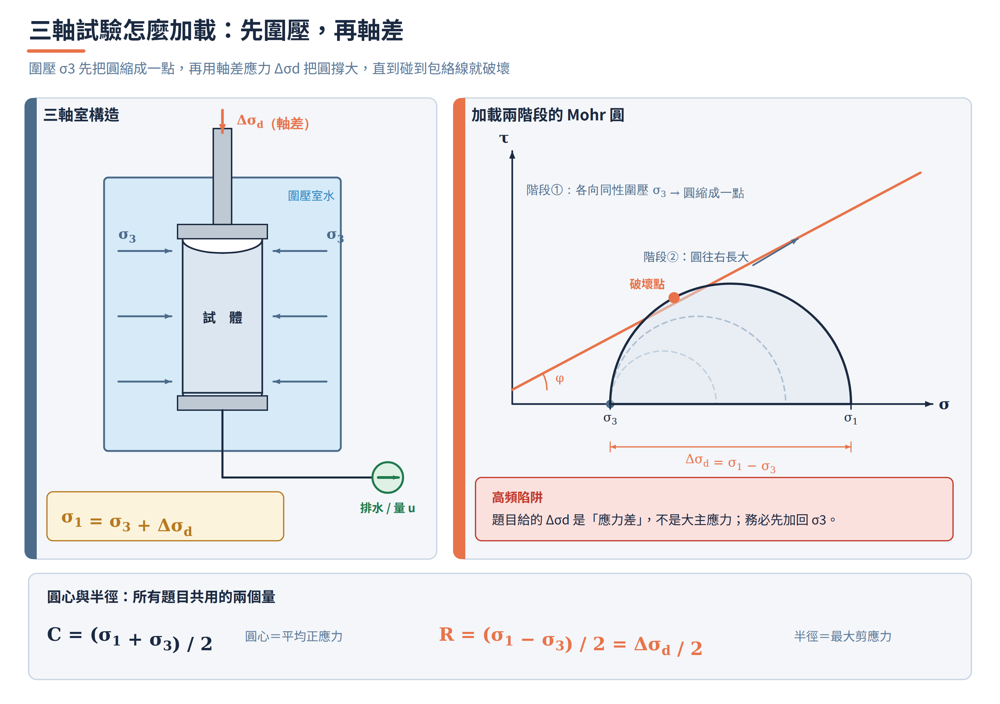 三軸試驗怎麼加載：先圍壓，再軸差
圍壓 σ3 先把圓縮成一點，再用軸差應力 Δσd 把圓撐大，直到碰到包絡線就破壞
三軸室構造
Δσd（軸差）
圍壓室水
σ3
σ3
試 體
排水 / 量 u
σ1 = σ3 + Δσd
加載兩階段的 Mohr 圓
τ
階段①：各向同性圍壓 σ3 → 圓縮成一點
階段②：圓往右長大
破壞點
φ
σ
σ3
σ1
Δσd = σ1 − σ3
高頻陷阱
題目給的 Δσd 是「應力差」，不是大主應力；務必先加回 σ3。
圓心與半徑：所有題目共用的兩個量
C = (σ1 + σ3) / 2
圓心＝平均正應力
R = (σ1 − σ3) / 2 = Δσd / 2
半徑＝最大剪應力